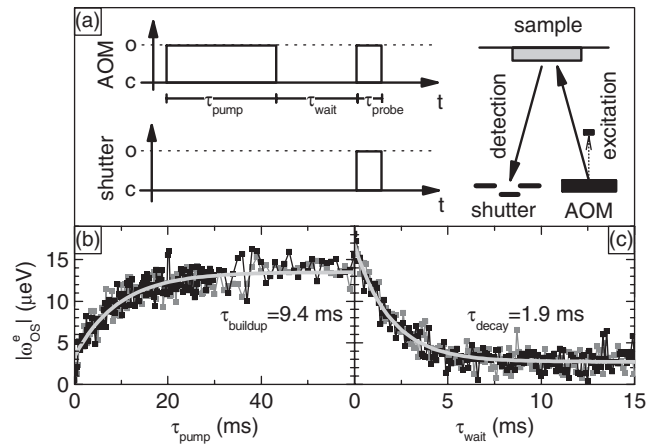 (a)
sample
AOM
o
c
τpump
τwait
τprobe
t
shutter
o
c
t
detection
excitation
shutter
AOM
(b)
|ωᵉOS| (μeV)
15
10
5
0
τbuildup=9.4 ms
0
20
40
τpump (ms)
(c)
τdecay=1.9 ms
0
5
10
15
τwait (ms)